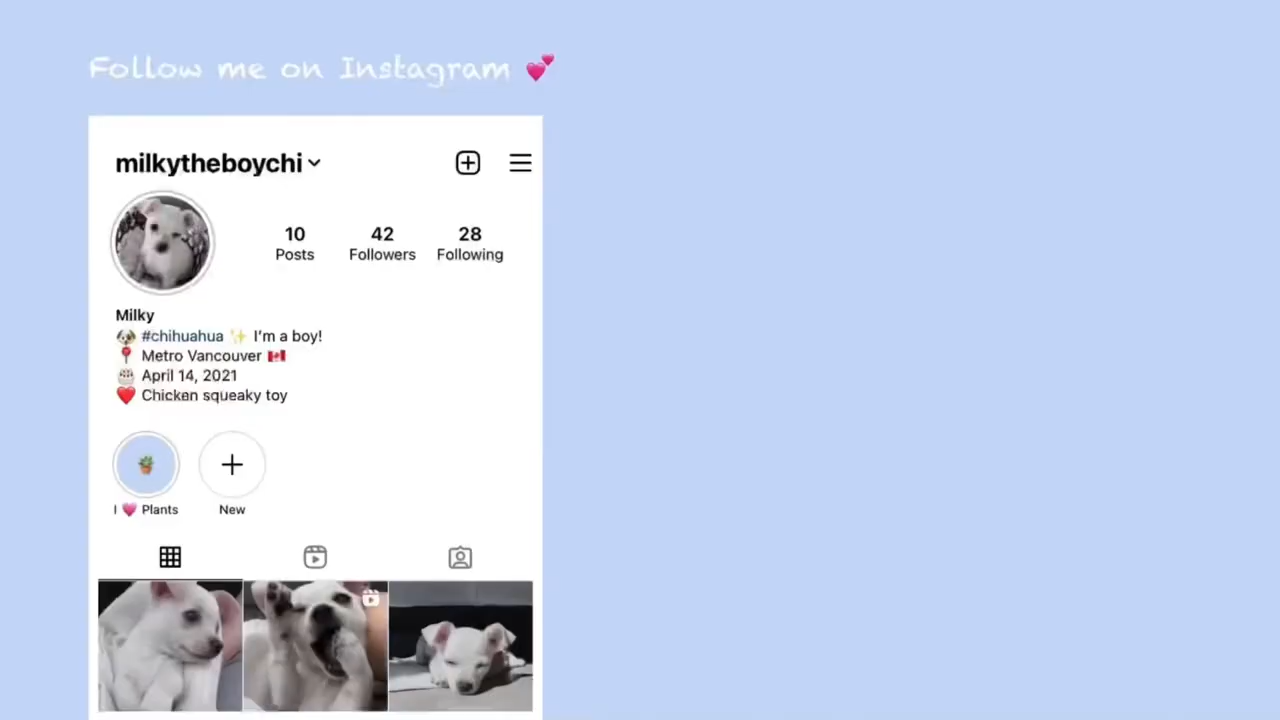 Follow me on Instagram 💕
milkytheboychi
10 42 28
Posts Followers Following
Milky
🐶 #chihuahua ✨ I'm a boy!
📍 Metro Vancouver 🇨🇦
🎂 April 14, 2021
❤️ Chicken squeaky toy
I 💗 Plants New